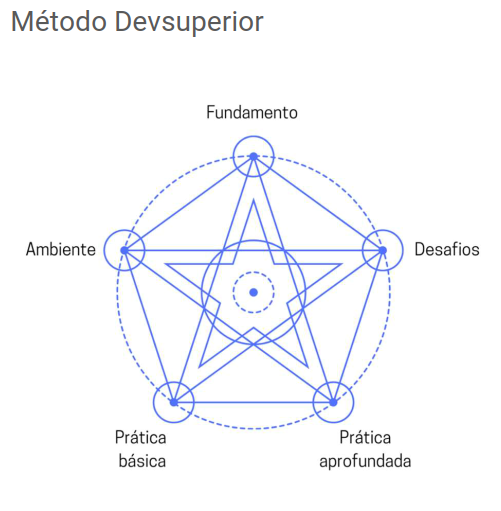 Método Devsuperior
Fundamento
Ambiente
Desafios
Prática
básica
Prática
aprofundada